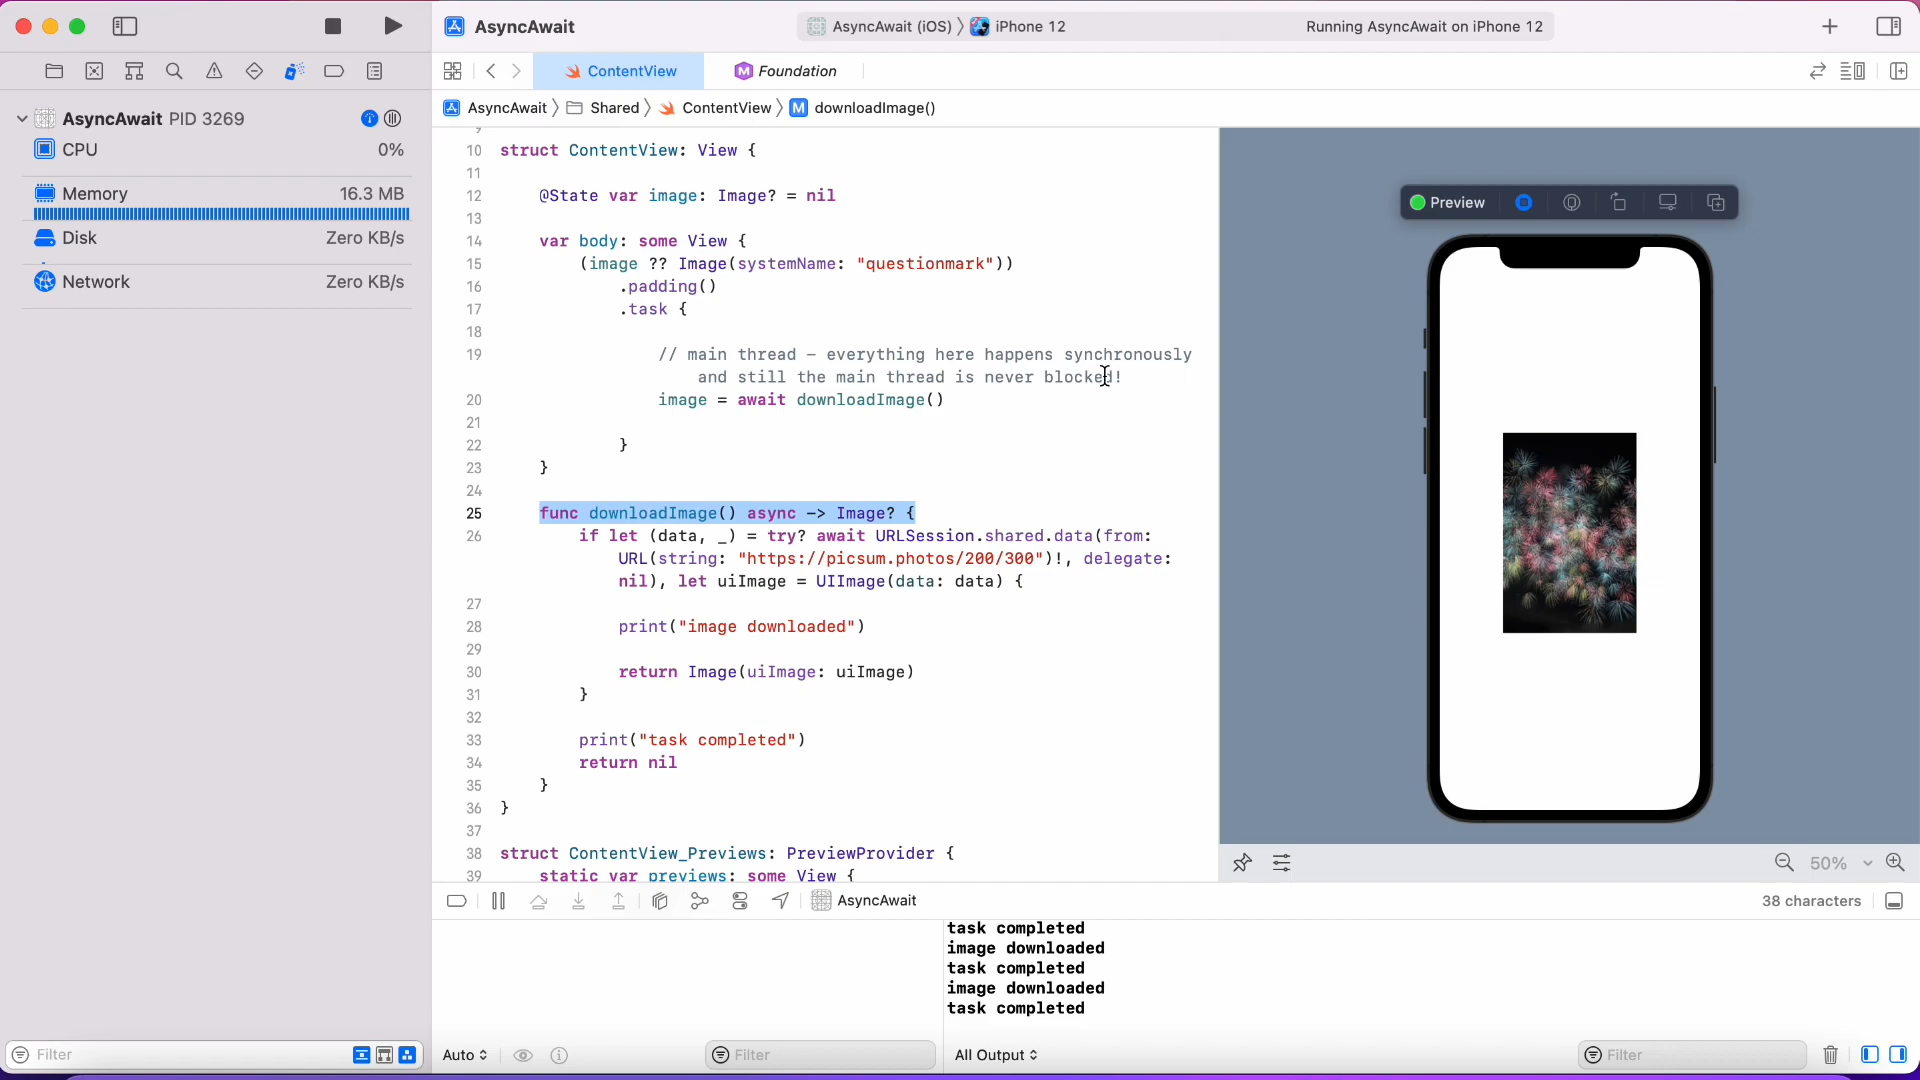 AsyncAwait
AsyncAwait (iOS) 〉 iPhone 12
Running AsyncAwait on iPhone 12
ContentView
Foundation
AsyncAwait 〉 Shared 〉 ContentView 〉 M downloadImage()
AsyncAwait PID 3269
CPU 0%
Memory 16.3 MB
Disk Zero KB/s
Network Zero KB/s
9
10 struct ContentView: View {
11
12 @State var image: Image? = nil
13
14 var body: some View {
15 (image ?? Image(systemName: "questionmark"))
16 .padding()
17 .task {
18
19 // main thread – everything here happens synchronously
and still the main thread is never blocked!
20 image = await downloadImage()
21
22 }
23 }
24
25 func downloadImage() async -> Image? {
26 if let (data, _) = try? await URLSession.shared.data(from:
URL(string: "https://picsum.photos/200/300")!, delegate:
nil), let uiImage = UIImage(data: data) {
27
28 print("image downloaded")
29
30 return Image(uiImage: uiImage)
31 }
32
33 print("task completed")
34 return nil
35 }
36 }
37
38 struct ContentView_Previews: PreviewProvider {
39 static var previews: some View {
Preview
50%
AsyncAwait
38 characters
task completed
image downloaded
task completed
image downloaded
task completed
Filter
Auto
Filter
All Output
Filter